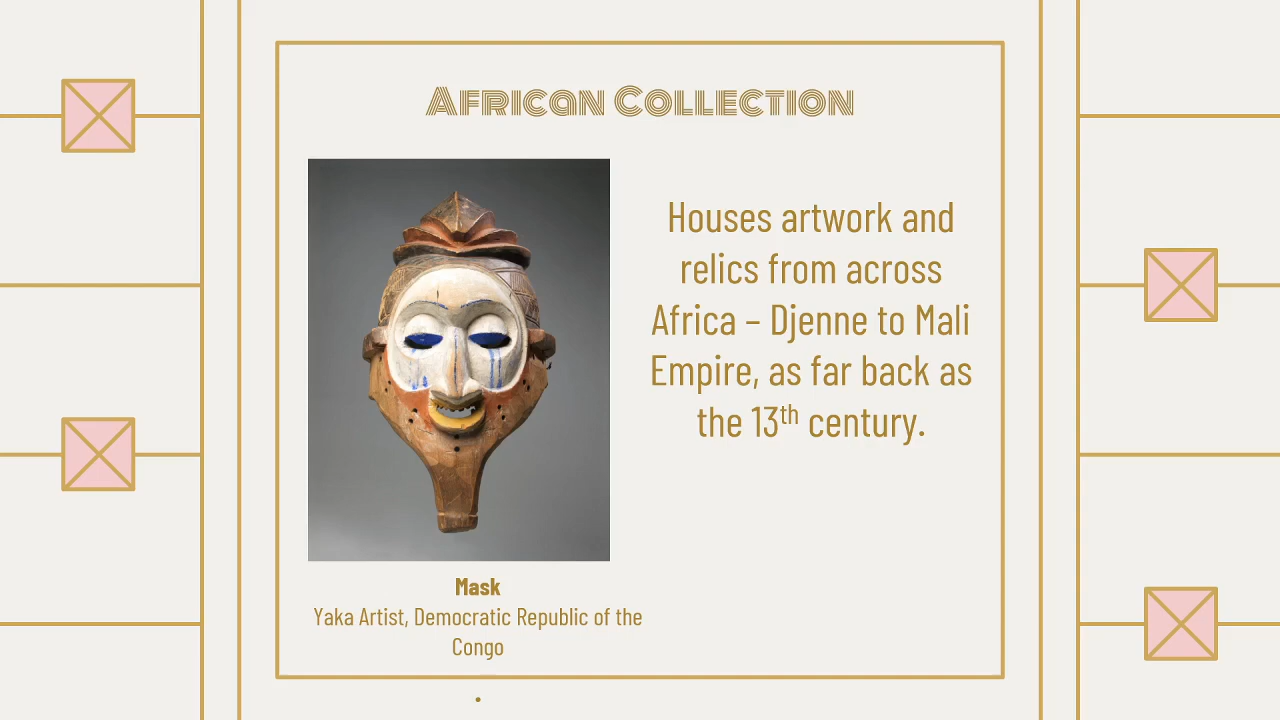 African Collection
Houses artwork and
relics from across
Africa – Djenne to Mali
Empire, as far back as
the 13th century.
Mask
Yaka Artist, Democratic Republic of the
Congo